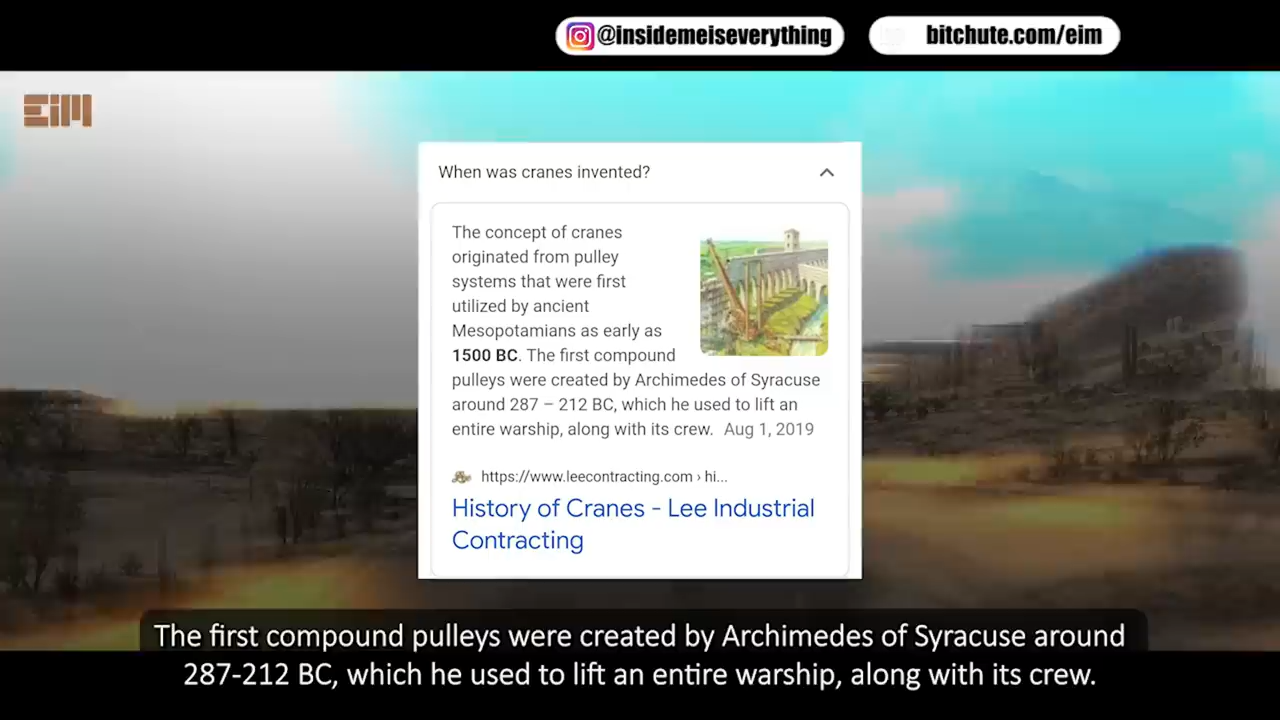 @insidemeiseverything
bitchute.com/eim
EiM
When was cranes invented?
The concept of cranes
originated from pulley
systems that were first
utilized by ancient
Mesopotamians as early as
1500 BC. The first compound
pulleys were created by Archimedes of Syracuse
around 287 – 212 BC, which he used to lift an
entire warship, along with its crew. Aug 1, 2019
https://www.leecontracting.com › hi...
History of Cranes - Lee Industrial
Contracting
The first compound pulleys were created by Archimedes of Syracuse around
287-212 BC, which he used to lift an entire warship, along with its crew.